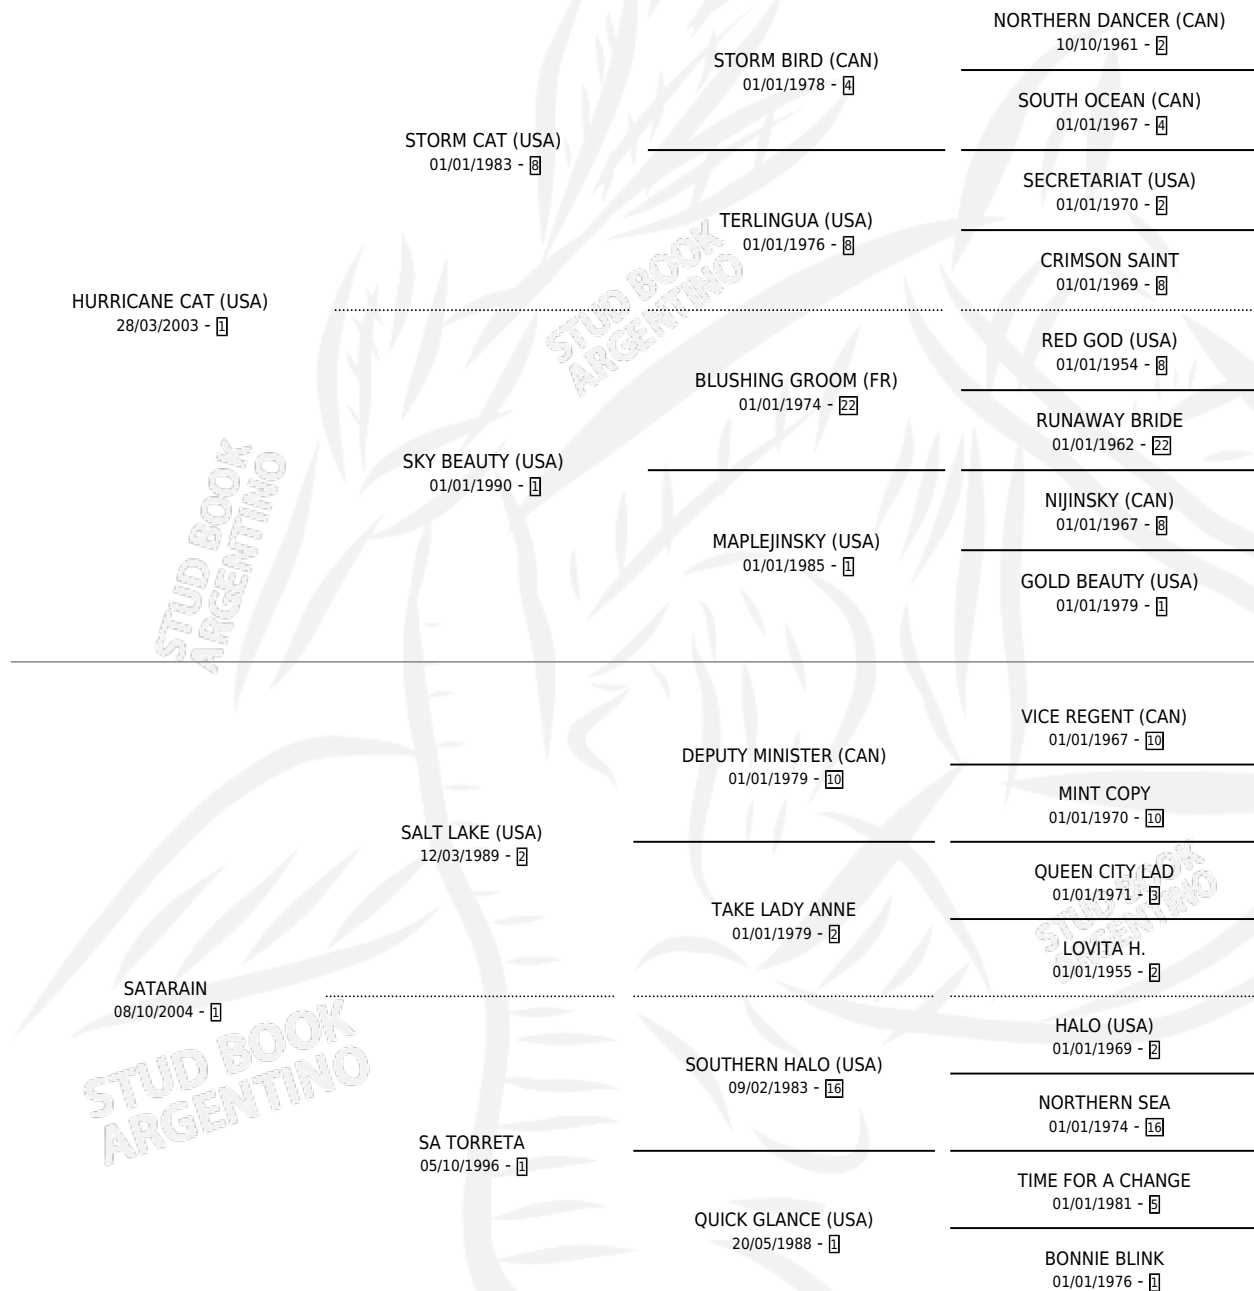 NORTHERN DANCER (CAN)
10/10/1961 - 2
STORM BIRD (CAN)
01/01/1978 - 4
SOUTH OCEAN (CAN)
01/01/1967 - 4
STORM CAT (USA)
01/01/1983 - 8
SECRETARIAT (USA)
01/01/1970 - 2
TERLINGUA (USA)
01/01/1976 - 8
CRIMSON SAINT
01/01/1969 - 8
HURRICANE CAT (USA)
28/03/2003 - 1
RED GOD (USA)
01/01/1954 - 8
BLUSHING GROOM (FR)
01/01/1974 - 22
RUNAWAY BRIDE
01/01/1962 - 22
SKY BEAUTY (USA)
01/01/1990 - 1
NIJINSKY (CAN)
01/01/1967 - 8
MAPLEJINSKY (USA)
01/01/1985 - 1
GOLD BEAUTY (USA)
01/01/1979 - 1
VICE REGENT (CAN)
01/01/1967 - 10
DEPUTY MINISTER (CAN)
01/01/1979 - 10
MINT COPY
01/01/1970 - 10
SALT LAKE (USA)
12/03/1989 - 2
QUEEN CITY LAD
01/01/1971 - 3
TAKE LADY ANNE
01/01/1979 - 2
LOVITA H.
01/01/1955 - 2
SATARAIN
08/10/2004 - 1
HALO (USA)
01/01/1969 - 2
SOUTHERN HALO (USA)
09/02/1983 - 16
NORTHERN SEA
01/01/1974 - 16
SA TORRETA
05/10/1996 - 1
TIME FOR A CHANGE
01/01/1981 - 5
QUICK GLANCE (USA)
20/05/1988 - 1
BONNIE BLINK
01/01/1976 - 1
STUD BOOK
ARGENTINO
STUD BOOK
ARGENTINO
STUD BOOK
ARGENTINO
STUD BOOK
ARGENTINO